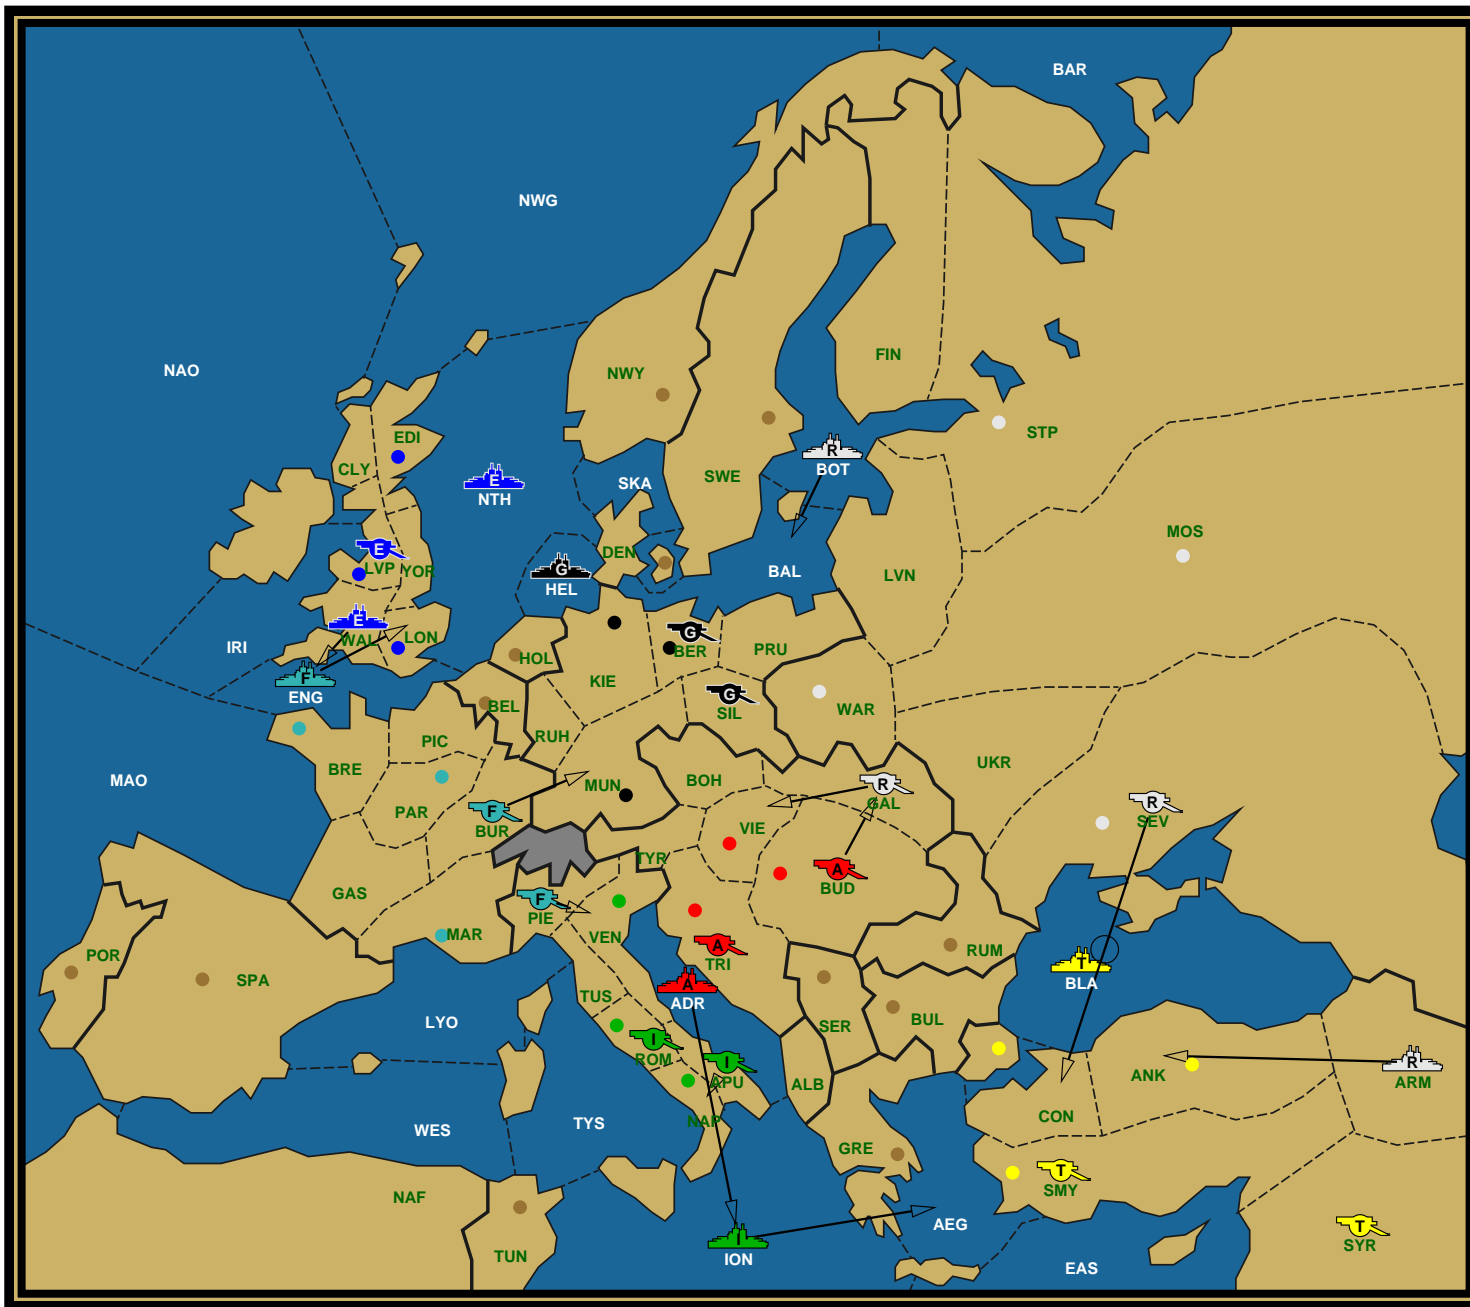 BAR
NWG
NAO
FIN
NWY
EDI
STP
CLY
R
BOT
SWE
SKA
E
NTH
MOS
E
LVP
YOR
DEN
G
HEL
BAL
LVN
IRI
E
WAL
LON
G
BER
PRU
HOL
F
ENG
KIE
G
SIL
WAR
BEL
RUH
PIC
BRE
MAO
UKR
BOH
MUN
R
GAL
R
SEV
F
BUR
PAR
VIE
TYR
A
BUD
GAS
F
PIE
MAR
VEN
A
TRI
RUM
POR
SPA
T
BLA
TUS
A
ADR
LYO
SER
BUL
I
ROM
I
APU
ALB
ANK
R
ARM
NAP
CON
WES
TYS
GRE
T
SMY
NAF
AEG
T
SYR
TUN
I
ION
EAS